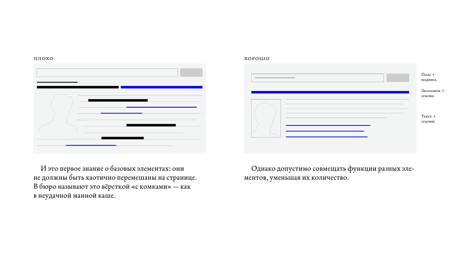 ПЛОХО
ХОРОШО
Поле +
подпись
Заголовок +
ссылка
Текст +
ссылки
И это первое знание о базовых элементах: они
не должны быть хаотично перемешаны на странице.
В бюро называют это вёрсткой «с комками» — как
в неудачной манной каше.
Однако допустимо совмещать функции разных эле-
ментов, уменьшая их количество.